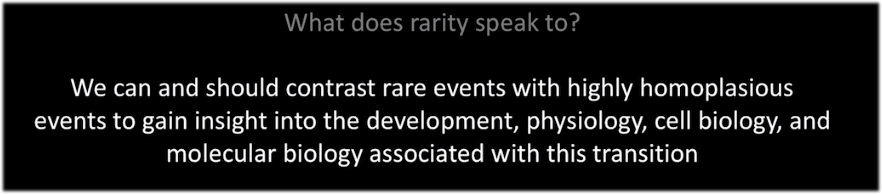 What does rarity speak to?
We can and should contrast rare events with highly homoplasious
events to gain insight into the development, physiology, cell biology, and
molecular biology associated with this transition